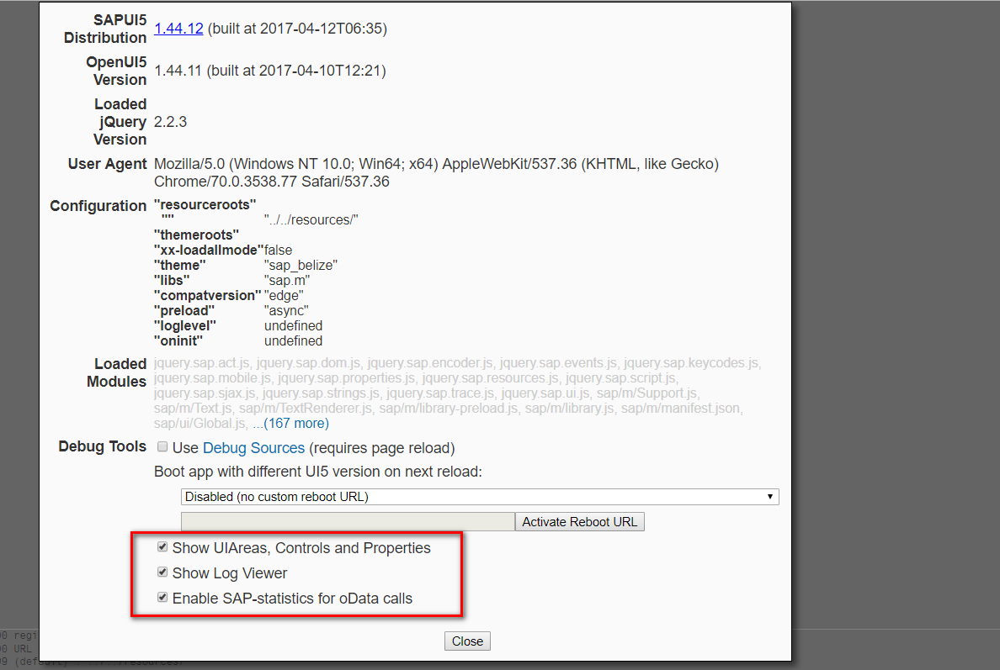 SAPUI5
Distribution
1.44.12 (built at 2017-04-12T06:35)
OpenUI5
Version
1.44.11 (built at 2017-04-10T12:21)
Loaded
jQuery
Version
2.2.3
User Agent
Mozilla/5.0 (Windows NT 10.0; Win64; x64) AppleWebKit/537.36 (KHTML, like Gecko)
Chrome/70.0.3538.77 Safari/537.36
Configuration
"resourceroots"
"" "../../resources/"
"themeroots"
"xx-loadallmode" false
"theme" "sap_belize"
"libs" "sap.m"
"compatversion" "edge"
"preload" "async"
"loglevel" undefined
"oninit" undefined
Loaded
Modules
jquery.sap.act.js, jquery.sap.dom.js, jquery.sap.encoder.js, jquery.sap.events.js, jquery.sap.keycodes.js,
jquery.sap.mobile.js, jquery.sap.properties.js, jquery.sap.resources.js, jquery.sap.script.js,
jquery.sap.sjax.js, jquery.sap.strings.js, jquery.sap.trace.js, jquery.sap.ui.js, sap/m/Support.js,
sap/m/Text.js, sap/m/TextRenderer.js, sap/m/library-preload.js, sap/m/library.js, sap/m/manifest.json,
sap/ui/Global.js, ...(167 more)
Debug Tools
Use Debug Sources (requires page reload)
Boot app with different UI5 version on next reload:
Disabled (no custom reboot URL)
Activate Reboot URL
Show UIAreas, Controls and Properties
Show Log Viewer
Enable SAP-statistics for oData calls
Close
00 regi
00 URL